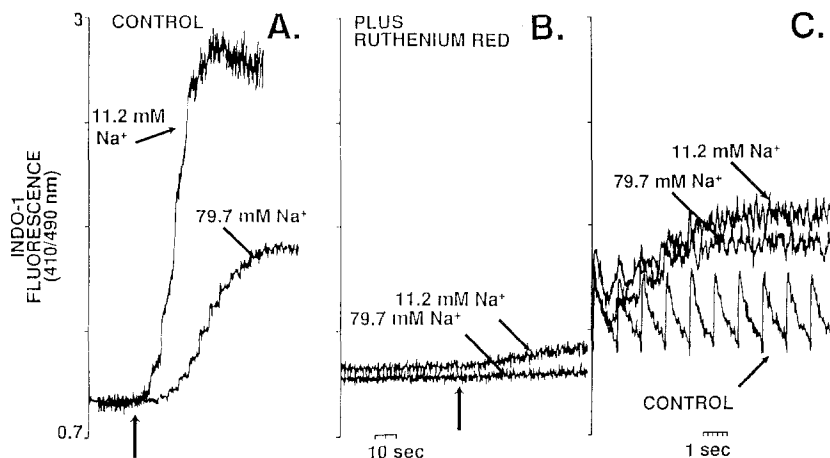 A.
CONTROL
3
11.2 mM
Na⁺
79.7 mM Na⁺
INDO-1
FLUORESCENCE
(410/490 nm)
0.7
B.
PLUS
RUTHENIUM RED
11.2 mM Na⁺
79.7 mM Na⁺
10 sec
C.
11.2 mM Na⁺
79.7 mM Na⁺
CONTROL
1 sec